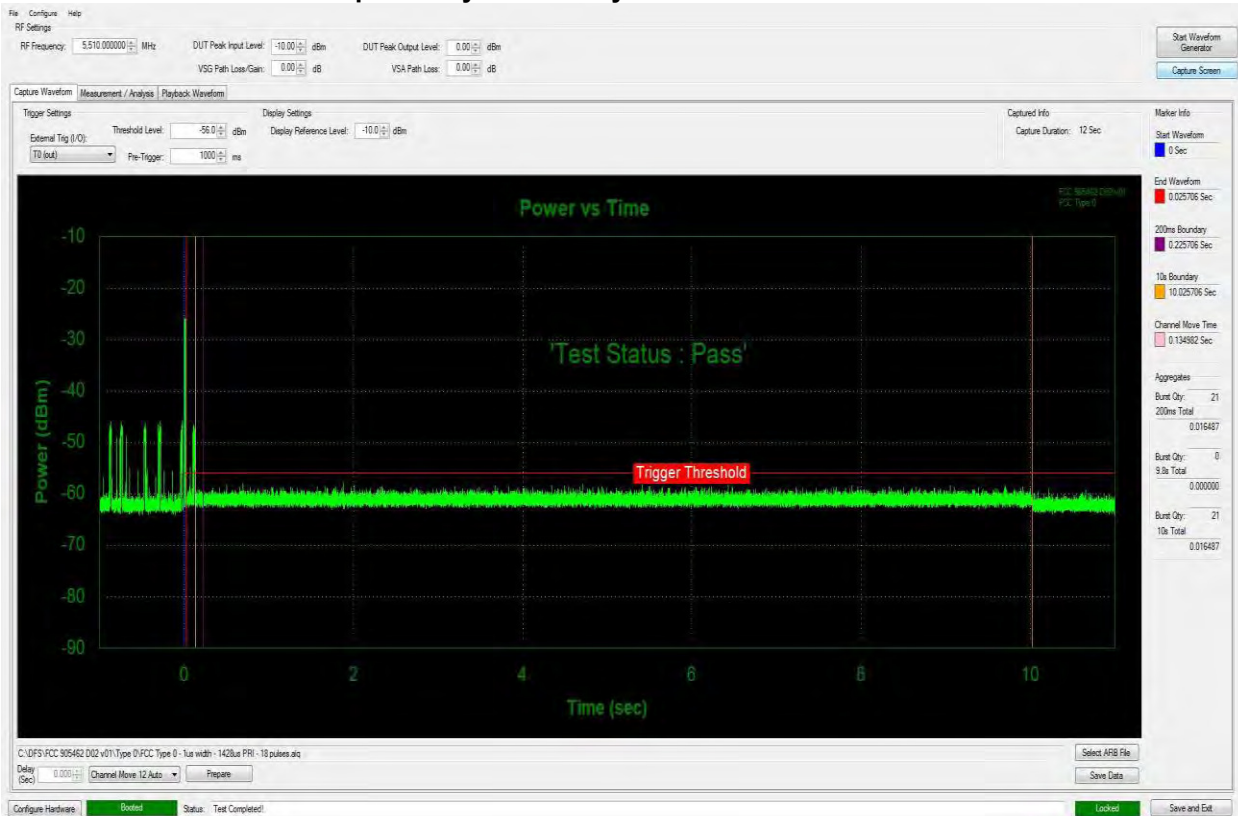 File Configure Help
RF Settings
RF Frequency: 5,510.000000 MHz DUT Peak Input Level: -10.00 dBm DUT Peak Output Level: 0.00 dBm
VSG Path Loss/Gain: 0.00 dB VSA Path Loss: 0.00 dB
Start Waveform Generator
Capture Screen
Capture Waveform Measurement / Analysis Playback Waveform
Trigger Settings
External Trig (I/O):
T0 (out)
Threshold Level: -56.0 dBm
Pre-Trigger: 1000 ms
Display Settings
Display Reference Level: -10.0 dBm
Captured Info
Capture Duration: 12 Sec
Marker Info
Start Waveform
0 Sec
End Waveform
0.025706 Sec
200ms Boundary
0.225706 Sec
10s Boundary
10.025706 Sec
Channel Move Time
0.134982 Sec
Aggregates
Burst Qty: 21
200ms Total
0.016487
Burst Qty: 0
9.8s Total
0.000000
Burst Qty: 21
10s Total
0.016487
Power vs Time
FCC Type 0
-10
-20
-30
-40
-50
-60
-70
-80
-90
Power (dBm)
'Test Status : Pass'
Trigger Threshold
0 2 4 6 8 10
Time (sec)
C:\DFS\FCC 905462 D02 v01\Type 0\FCC Type 0 - 1us width - 1428us PRI - 18 pulses.aiq
Select ARB File
Delay (Sec) 0.000 Channel Move 12 Auto Prepare
Save Data
Configure Hardware Booted Status: Test Completed! Locked Save and Exit